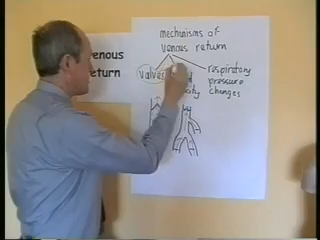 venous
return
mechanisms of
venous return
valves
respiratory
pressure
changes